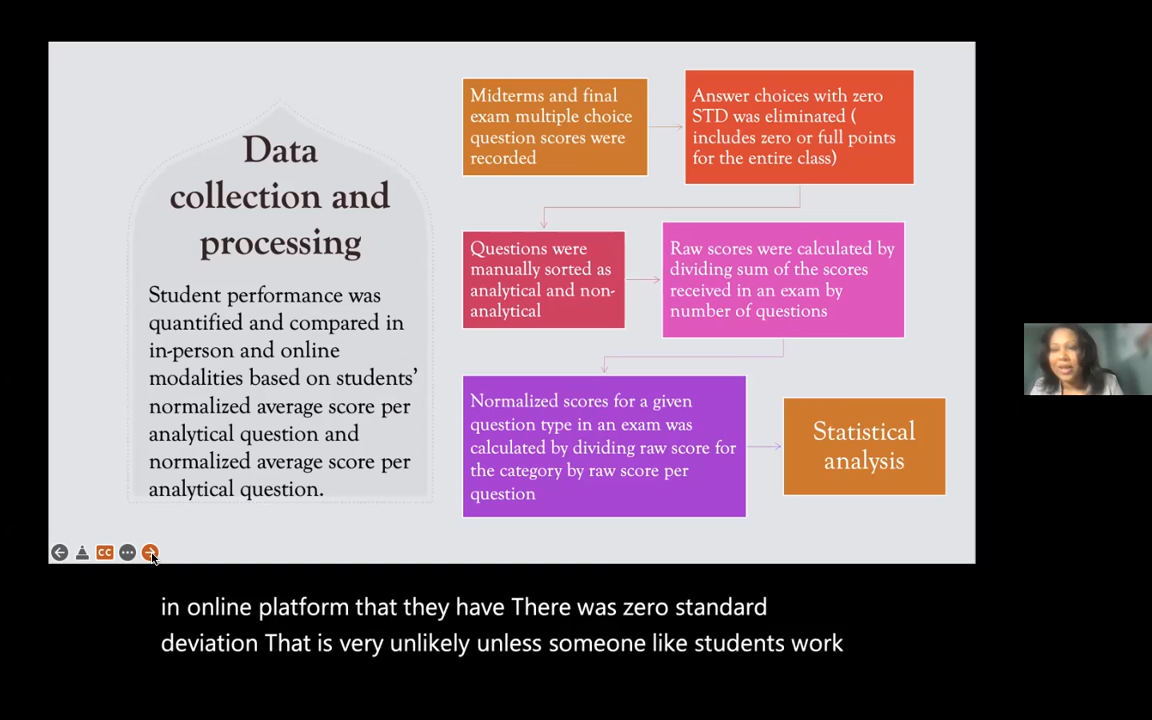 Data
collection and
processing
Student performance was
quantified and compared in
in-person and online
modalities based on students'
normalized average score per
analytical question and
normalized average score per
analytical question.
Midterms and final
exam multiple choice
question scores were
recorded
Answer choices with zero
STD was eliminated (
includes zero or full points
for the entire class)
Questions were
manually sorted as
analytical and non-
analytical
Raw scores were calculated by
dividing sum of the scores
received in an exam by
number of questions
Normalized scores for a given
question type in an exam was
calculated by dividing raw score for
the category by raw score per
question
Statistical
analysis
CC
in online platform that they have There was zero standard
deviation That is very unlikely unless someone like students work